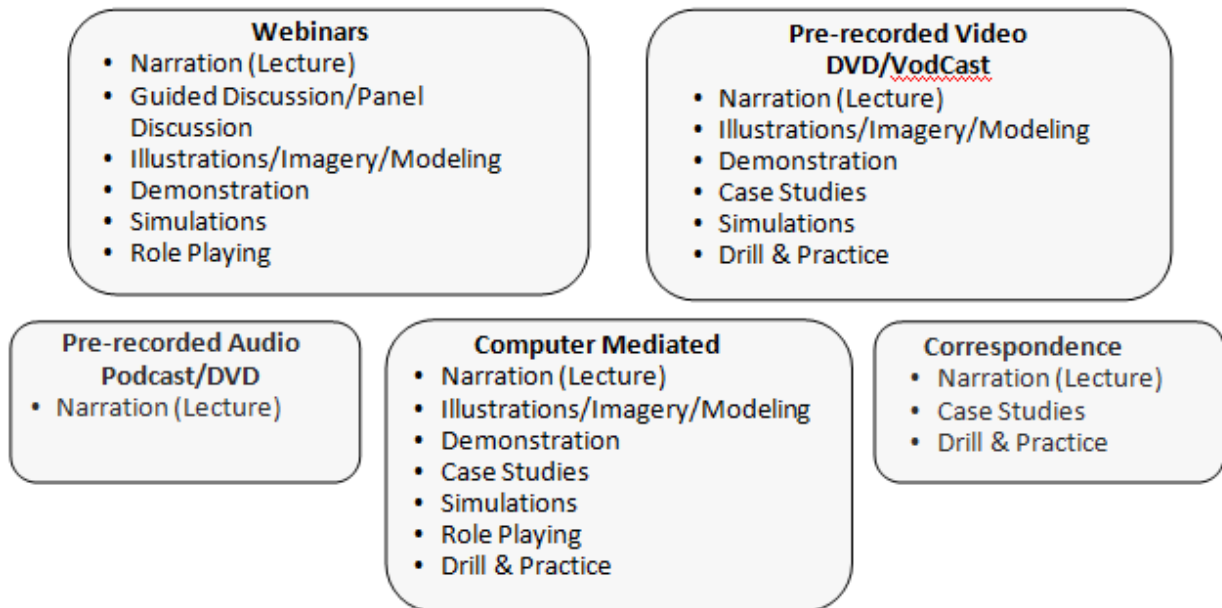 Webinars
• Narration (Lecture)
• Guided Discussion/Panel
Discussion
• Illustrations/Imagery/Modeling
• Demonstration
• Simulations
• Role Playing
Pre-recorded Video
DVD/VodCast
• Narration (Lecture)
• Illustrations/Imagery/Modeling
• Demonstration
• Case Studies
• Simulations
• Drill & Practice
Pre-recorded Audio
Podcast/DVD
• Narration (Lecture)
Computer Mediated
• Narration (Lecture)
• Illustrations/Imagery/Modeling
• Demonstration
• Case Studies
• Simulations
• Role Playing
• Drill & Practice
Correspondence
• Narration (Lecture)
• Case Studies
• Drill & Practice